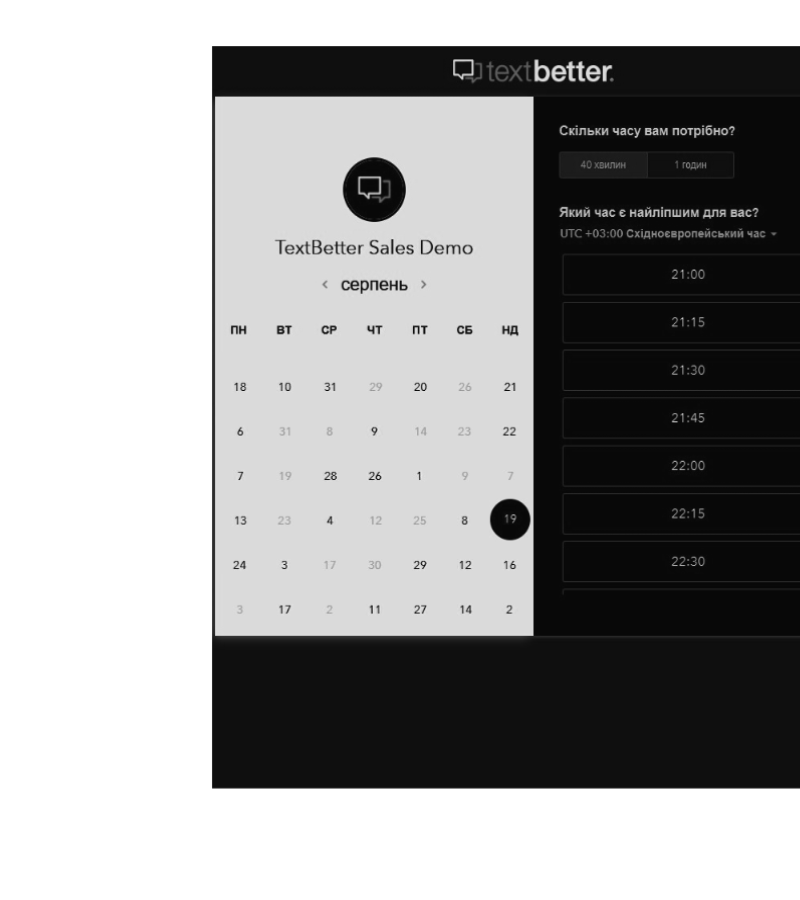 textbetter.
TextBetter Sales Demo
‹ серпень ›
ПН ВТ СР ЧТ ПТ СБ НД
18 10 31 29 20 26 21
6 31 8 9 14 23 22
7 19 28 26 1 9 7
13 23 4 12 25 8 19
24 3 17 30 29 12 16
3 17 2 11 27 14 2
Скільки часу вам потрібно?
40 хвилин 1 годин
Який час є найліпшим для вас?
UTC +03:00 Східноєвропейський час
21:00
21:15
21:30
21:45
22:00
22:15
22:30